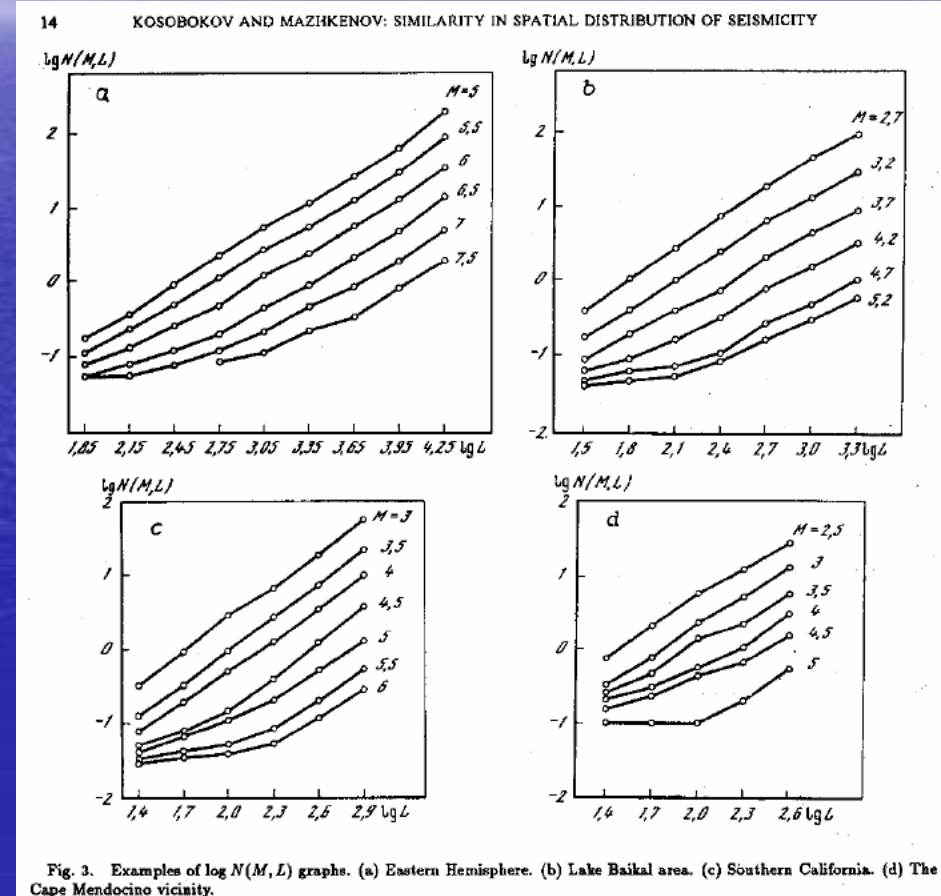 14 KOSOBOKOV AND MAZHKENOV: SIMILARITY IN SPATIAL DISTRIBUTION OF SEISMICITY
lg N(M,L)
a
M=5
5,5
6
6,5
7
7,5
2
1
0
-1
1,85 2,15 2,45 2,75 3,05 3,35 3,65 3,95 4,25 lg L
lg N(M,L)
b
M=2,7
3,2
3,7
4,2
4,7
5,2
2
1
0
-1
-2
1,5 1,8 2,1 2,4 2,7 3,0 3,3 lg L
lg N(M,L)
c
M=3
3,5
4
4,5
5
5,5
6
2
1
0
-1
-2
1,4 1,7 2,0 2,3 2,6 2,9 lg L
lg N(M,L)
d
M=2,5
3
3,5
4
4,5
5
2
1
0
-1
-2
1,4 1,7 2,0 2,3 2,6 lg L
Fig. 3. Examples of log N(M, L) graphs. (a) Eastern Hemisphere. (b) Lake Baikal area. (c) Southern California. (d) The
Cape Mendocino vicinity.